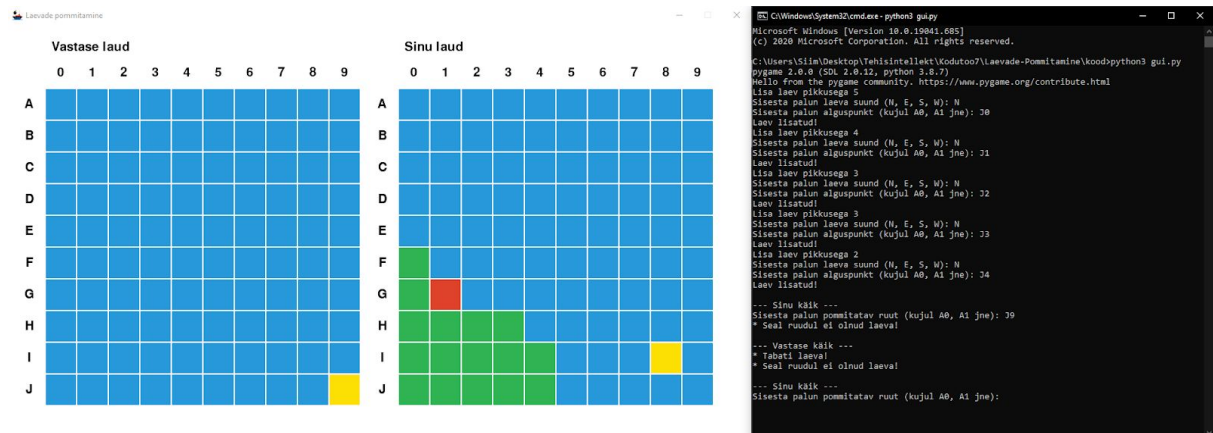 Laevade pommitamine
Vastase laud
0 1 2 3 4 5 6 7 8 9
A
B
C
D
E
F
G
H
I
J
Sinu laud
0 1 2 3 4 5 6 7 8 9
A
B
C
D
E
F
G
H
I
J
C:\Windows\System32\cmd.exe - python3 gui.py
Microsoft Windows [Version 10.0.19041.685]
(c) 2020 Microsoft Corporation. All rights reserved.
C:\Users\Siim\Desktop\Tehisintellekt\Kodutoo7\Laevade-Pommitamine\kood>python3 gui.py
pygame 2.0.0 (SDL 2.0.12, python 3.8.7)
Hello from the pygame community. https://www.pygame.org/contribute.html
Lisa laev pikkusega 5
Sisesta palun laeva suund (N, E, S, W): N
Sisesta palun alguspunkt (kujul A0, A1 jne): J0
Laev lisatud!
Lisa laev pikkusega 4
Sisesta palun laeva suund (N, E, S, W): N
Sisesta palun alguspunkt (kujul A0, A1 jne): J1
Laev lisatud!
Lisa laev pikkusega 3
Sisesta palun laeva suund (N, E, S, W): N
Sisesta palun alguspunkt (kujul A0, A1 jne): J2
Laev lisatud!
Lisa laev pikkusega 3
Sisesta palun laeva suund (N, E, S, W): N
Sisesta palun alguspunkt (kujul A0, A1 jne): J3
Laev lisatud!
Lisa laev pikkusega 2
Sisesta palun laeva suund (N, E, S, W): N
Sisesta palun alguspunkt (kujul A0, A1 jne): J4
Laev lisatud!
--- Sinu käik ---
Sisesta palun pommitatav ruut (kujul A0, A1 jne): J9
* Seal ruudul ei olnud laeva!
--- Vastase käik ---
* Tabati laeva!
* Seal ruudul ei olnud laeva!
--- Sinu käik ---
Sisesta palun pommitatav ruut (kujul A0, A1 jne):